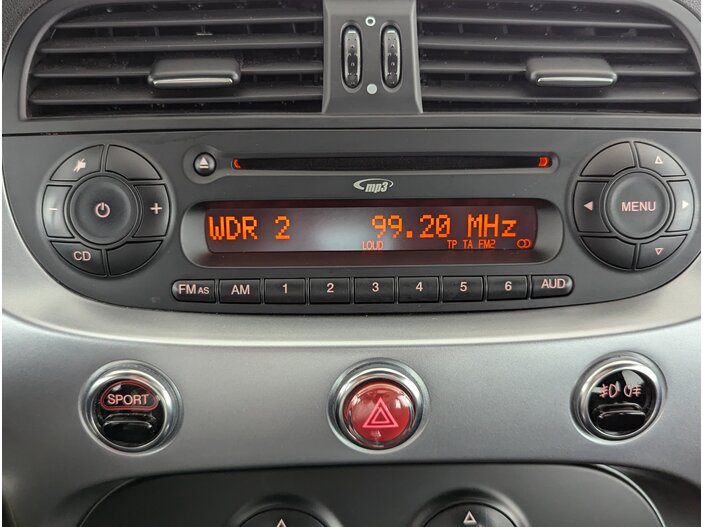 mp3
WDR 2 99.20 MHz
LOUD TP TA FM2
MENU
CD
FM AS AM 1 2 3 4 5 6 AUD
SPORT